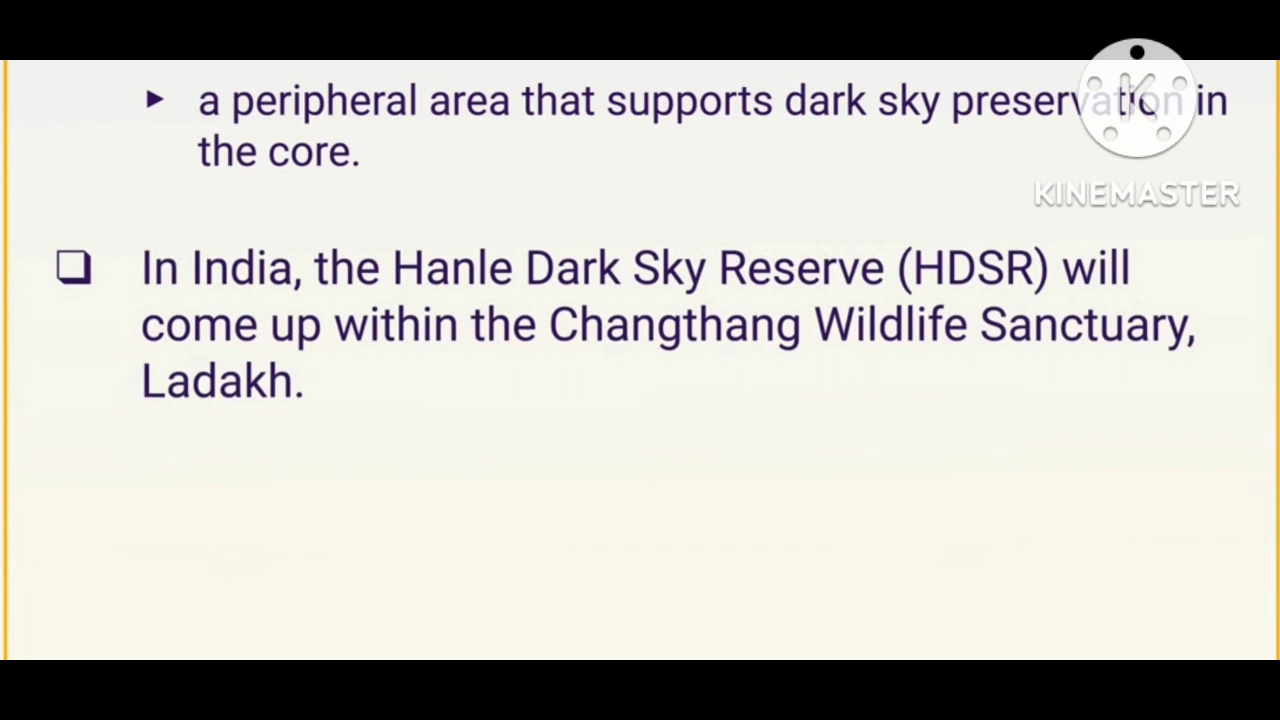 ▶ a peripheral area that supports dark sky preservation in
the core.
KINEMASTER
❑ In India, the Hanle Dark Sky Reserve (HDSR) will
come up within the Changthang Wildlife Sanctuary,
Ladakh.